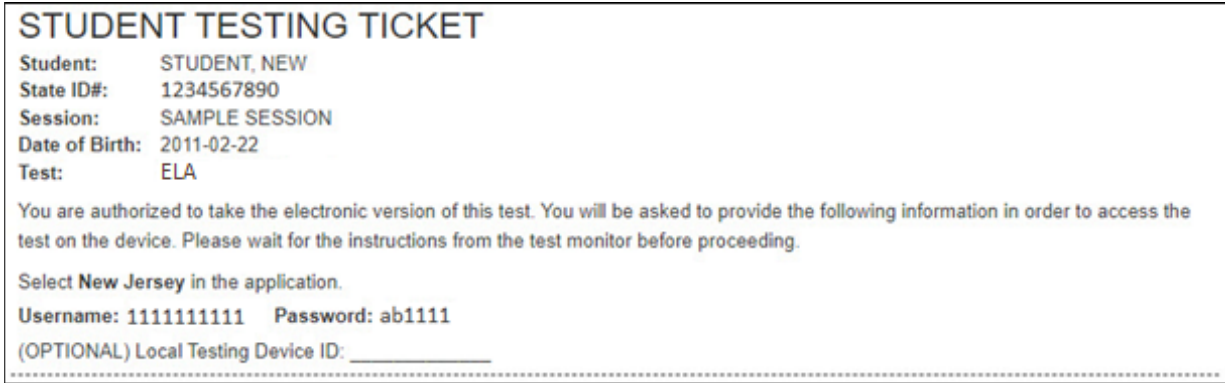 STUDENT TESTING TICKET
Student: STUDENT, NEW
State ID#: 1234567890
Session: SAMPLE SESSION
Date of Birth: 2011-02-22
Test: ELA
You are authorized to take the electronic version of this test. You will be asked to provide the following information in order to access the
test on the device. Please wait for the instructions from the test monitor before proceeding.
Select New Jersey in the application.
Username: 1111111111 Password: ab1111
(OPTIONAL) Local Testing Device ID: _____________